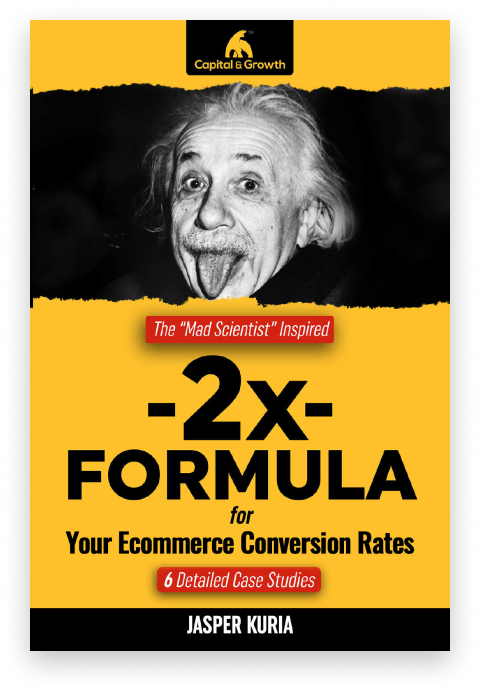 Capital & Growth
The "Mad Scientist" Inspired
-2x-
FORMULA
for
Your Ecommerce Conversion Rates
6 Detailed Case Studies
JASPER KURIA